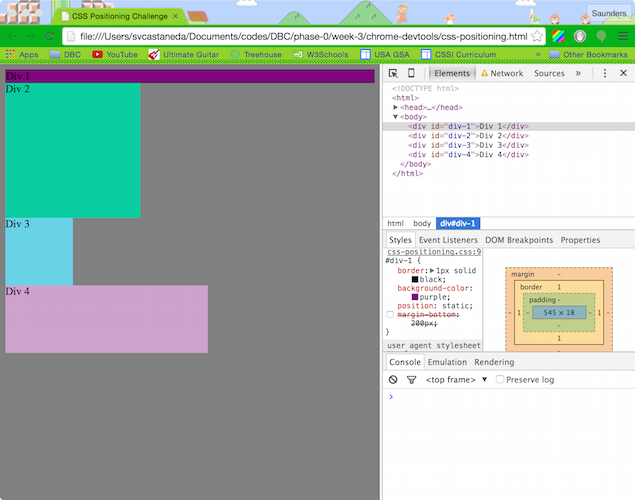 Saunders
CSS Positioning Challenge
file:///Users/svcastaneda/Documents/codes/DBC/phase-0/week-3/chrome-devtools/css-positioning.html
Apps DBC YouTube Ultimate Guitar Theatre W3Schools USA GSA CSSi Curriculum » Other Bookmarks
Div 1
Div 2
Div 3
Div 4
Elements Network Sources »
<!DOCTYPE html>
<html>
<head>…</head>
<body>
<div id="div-1">Div 1</div>
<div id="div-2">Div 2</div>
<div id="div-3">Div 3</div>
<div id="div-4">Div 4</div>
</body>
</html>
html body div#div-1
Styles Event Listeners DOM Breakpoints Properties
css-positioning.css:9
#div-1 {
border: 1px solid
black;
background-color:
purple;
position: static;
margin-bottom:
200px;
}
user agent stylesheet
margin -
border 1
padding -
- 1 - 545 × 18 - 1 -
-
1
Console Emulation Rendering
<top frame> ▼ Preserve log
>